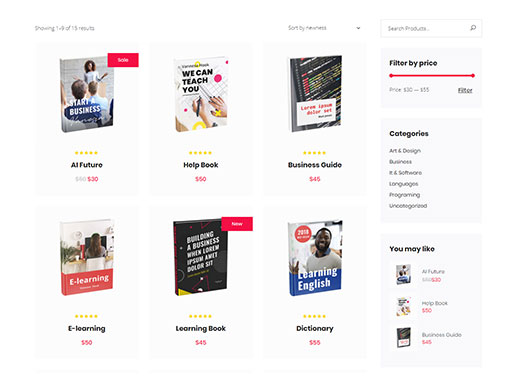 Showing 1–9 of 15 results
Sort by newness
Search Products...
Sale
START A
BUSINESS
AI Future
$50 $30
Vannesa Hook
WE CAN
TEACH
YOU
Help Book
$50
Lorem ipsum
dolor set
Business Guide
$45
E-learning
E-learning
$50
New
BUILDING
A BUSINESS
WHEN LOREM
IPSUM AMET
DOLOR SIZE
Learning Book
$45
2018
Learning
English
Dictionary
$55
Filter by price
Price: $30 — $55
Filter
Categories
Art & Design
Business
It & Software
Languages
Programing
Uncategorized
You may like
AI Future
$50 $30
Help Book
$50
Business Guide
$45